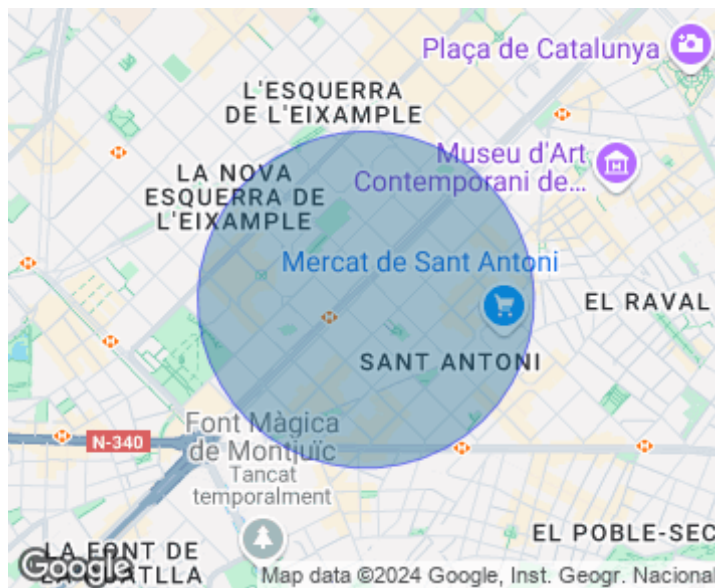 Plaça de Catalunya
L'ESQUERRA
DE L'EIXAMPLE
Museu d'Art
Contemporani de...
LA NOVA
ESQUERRA DE
L'EIXAMPLE
Mercat de Sant Antoni
EL RAVAL
SANT ANTONI
Font Màgica
de Montjuïc
Tancat
temporalment
N-340
EL POBLE-SEC
LA FONT DE
LA GUATLLA
Google
Map data ©2024 Google, Inst. Geogr. Nacional